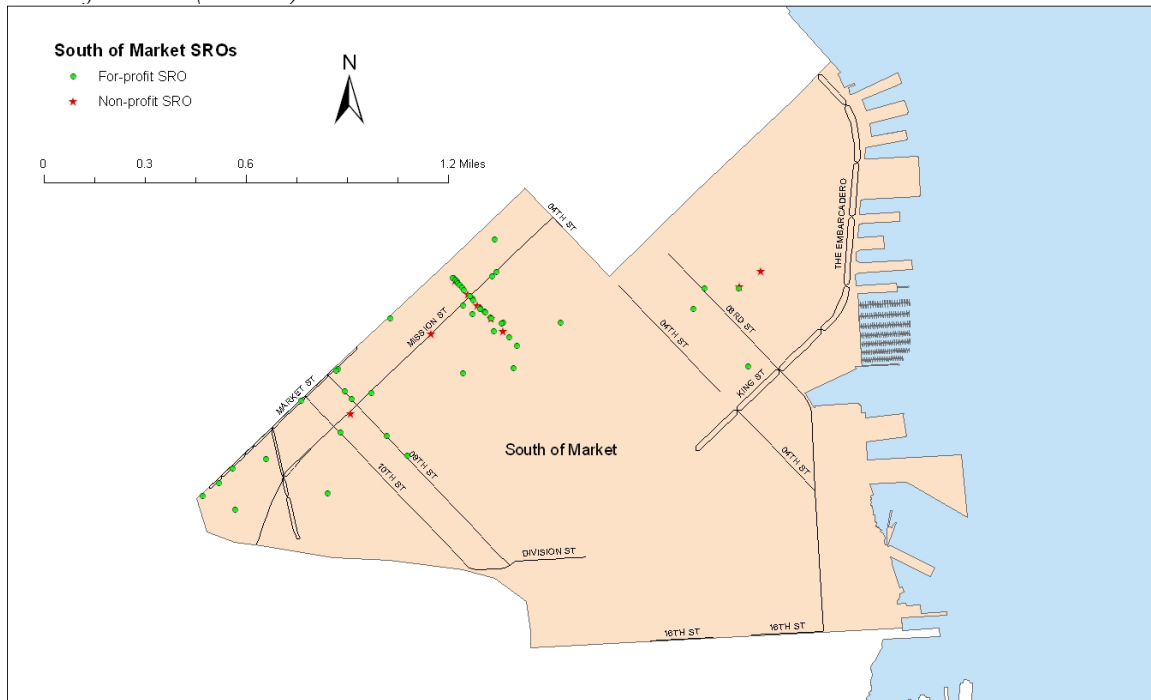 South of Market SROs
For-profit SRO
Non-profit SRO
N
0 0.3 0.6 1.2 Miles
04TH ST
THE EMBARCADERO
MISSION ST
04TH ST
03RD ST
MARKET ST
KING ST
South of Market
09TH ST
10TH ST
04TH ST
DIVISION ST
16TH ST 16TH ST